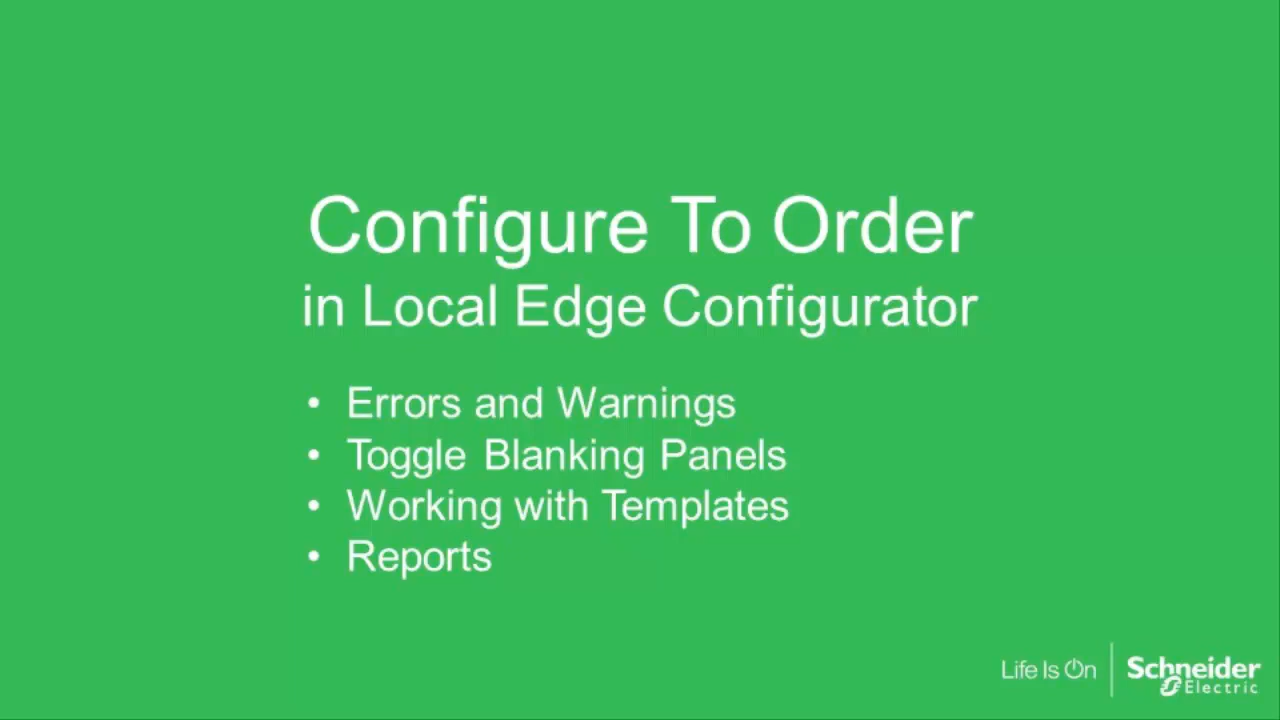 Configure To Order
in Local Edge Configurator
• Errors and Warnings
• Toggle Blanking Panels
• Working with Templates
• Reports
Life Is On
Schneider
Electric